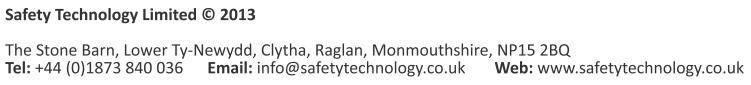 Safety Technology Limited © 2013
The Stone Barn, Lower Ty-Newydd, Clytha, Raglan, Monmouthshire, NP15 2BQ
Tel: +44 (0)1873 840 036 Email: info@safetytechnology.co.uk Web: www.safetytechnology.co.uk